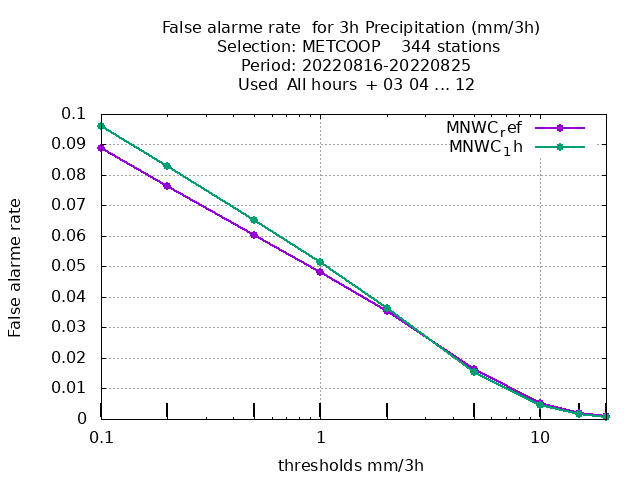 False alarme rate  for 3h Precipitation (mm/3h)
Selection: METCOOP    344 stations
Period: 20220816-20220825
Used  All hours  + 03 04 ... 12
MNWC_ref
MNWC_1h
False alarme rate
0.1
0.09
0.08
0.07
0.06
0.05
0.04
0.03
0.02
0.01
0
0.1 1 10
thresholds mm/3h